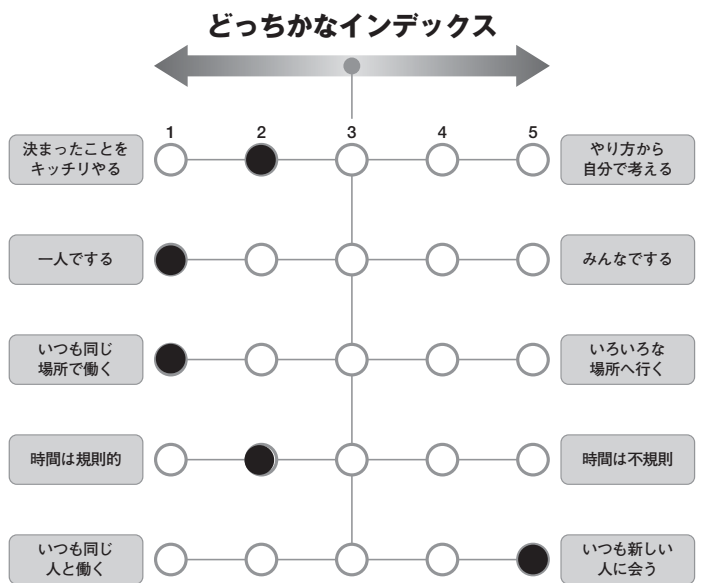 どっちかなインデックス
1 2 3 4 5
決まったことを
キッチリやる
やり方から
自分で考える
一人でする
みんなでする
いつも同じ
場所で働く
いろいろな
場所へ行く
時間は規則的
時間は不規則
いつも同じ
人と働く
いつも新しい
人に会う